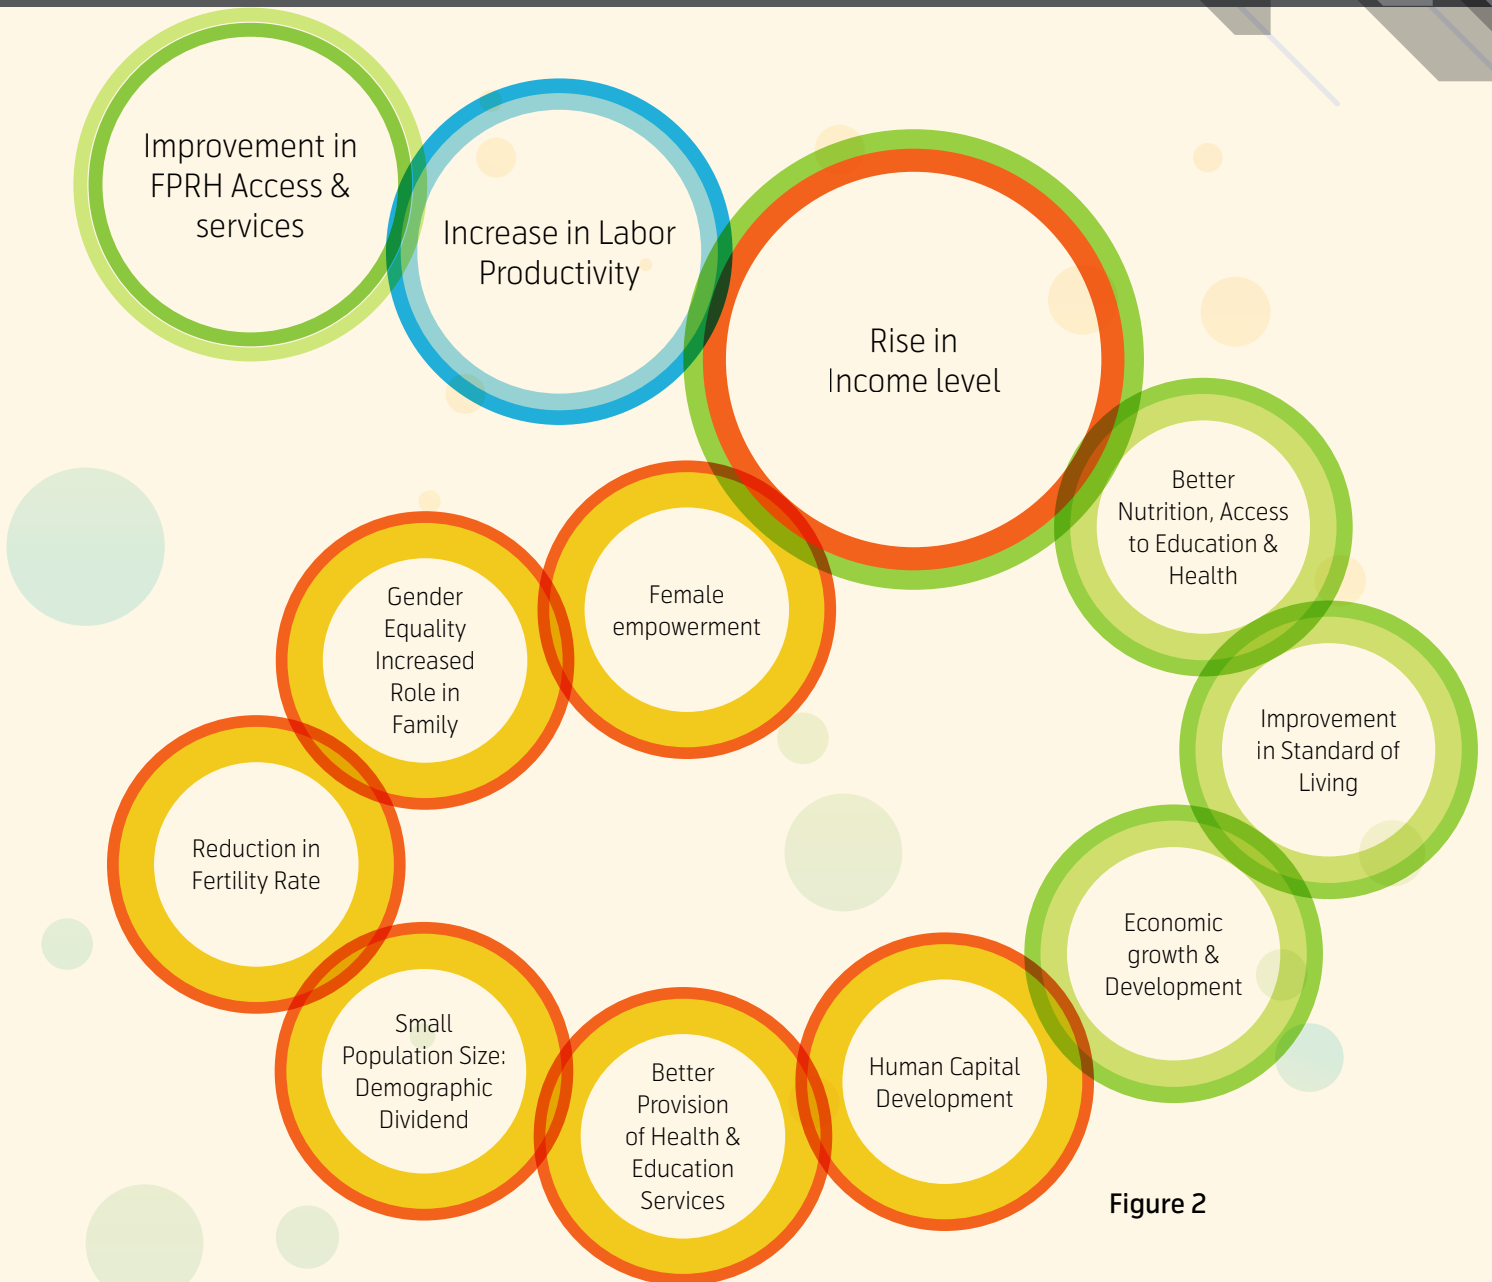 Improvement in
FPRH Access &
services
Increase in Labor
Productivity
Rise in
Income level
Better
Nutrition, Access
to Education &
Health
Improvement
in Standard of
Living
Economic
growth &
Development
Female
empowerment
Gender
Equality
Increased
Role in
Family
Reduction in
Fertility Rate
Small
Population Size:
Demographic
Dividend
Better
Provision
of Health &
Education
Services
Human Capital
Development
Figure 2